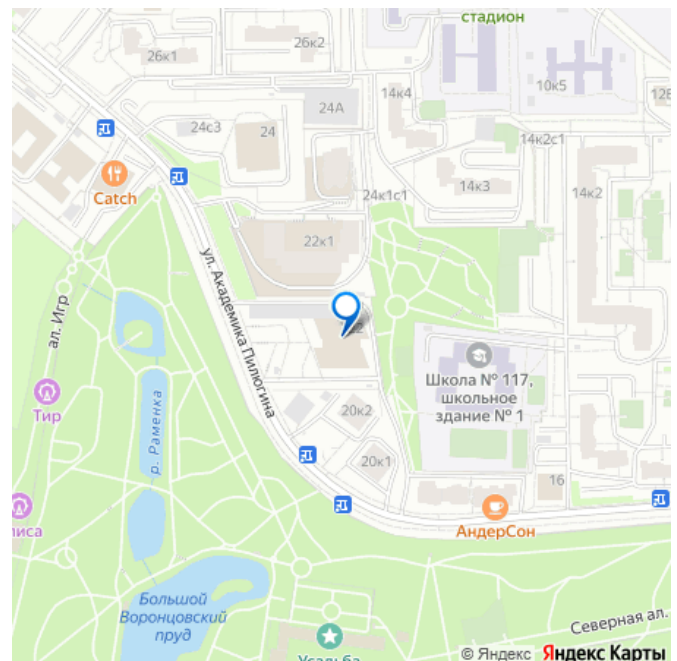 стадион
26к2
26к1
10к5
14к4
24А
24с3
24
14к2с1
Catch
24к1с1
14к3
14к2
22к1
ул. Академика Пилюгина
ал. Игр
Школа № 117,
школьное
здание № 1
Тир
р. Раменка
20к2
20к1
16
АндерСон
Большой
Воронцовский
пруд
Северная ал.
Усадьба
© Яндекс Яндекс Карты